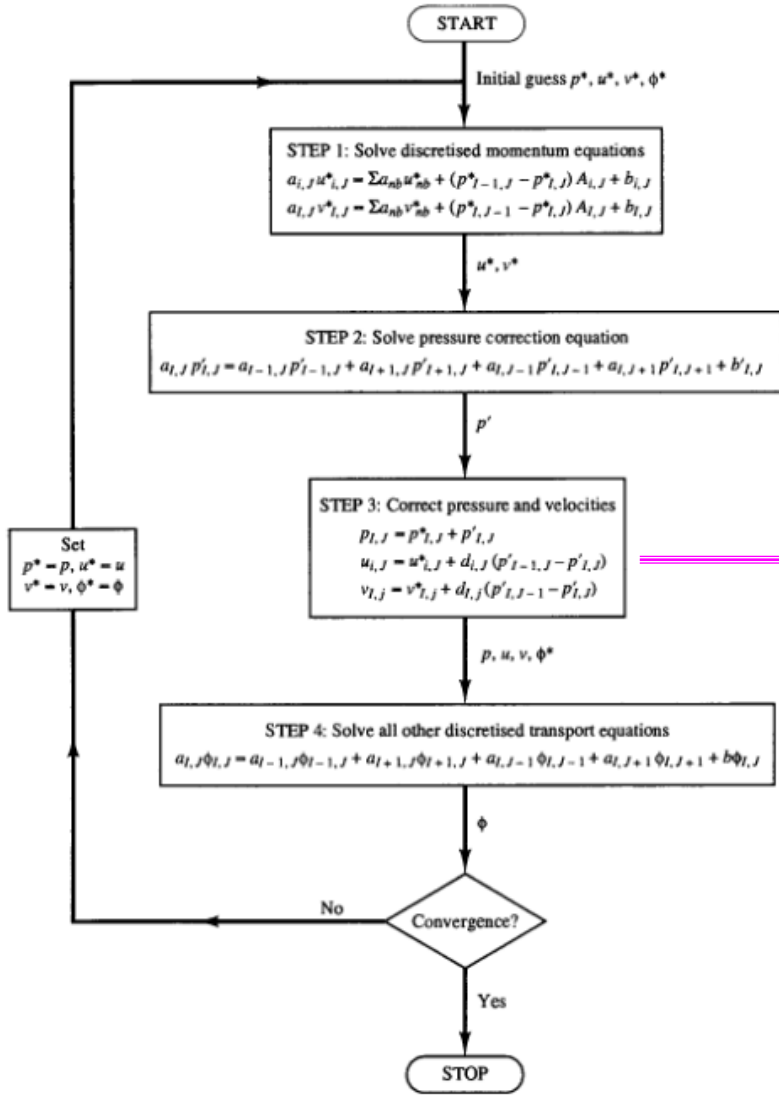 START
Initial guess p*, u*, v*, ϕ*
STEP 1: Solve discretised momentum equations
a_{i,J} u*_{i,J} = Σa_{nb}u*_{nb} + (p*_{I−1,J} − p*_{I,J}) A_{i,J} + b_{i,J}
a_{I,J} v*_{I,J} = Σa_{nb}v*_{nb} + (p*_{I,J−1} − p*_{I,J}) A_{I,J} + b_{I,J}
u*, v*
STEP 2: Solve pressure correction equation
a_{I,J} p′_{I,J} = a_{I−1,J} p′_{I−1,J} + a_{I+1,J} p′_{I+1,J} + a_{I,J−1} p′_{I,J−1} + a_{I,J+1} p′_{I,J+1} + b′_{I,J}
p′
STEP 3: Correct pressure and velocities
p_{I,J} = p*_{I,J} + p′_{I,J}
u_{i,J} = u*_{i,J} + d_{i,J} (p′_{I−1,J} − p′_{I,J})
v_{I,j} = v*_{I,j} + d_{I,j} (p′_{I,J−1} − p′_{I,J})
Set
p* = p, u* = u
v* = v, ϕ* = ϕ
p, u, v, ϕ*
STEP 4: Solve all other discretised transport equations
a_{I,J} ϕ_{I,J} = a_{I−1,J} ϕ_{I−1,J} + a_{I+1,J} ϕ_{I+1,J} + a_{I,J−1} ϕ_{I,J−1} + a_{I,J+1} ϕ_{I,J+1} + bϕ_{I,J}
ϕ
No
Convergence?
Yes
STOP